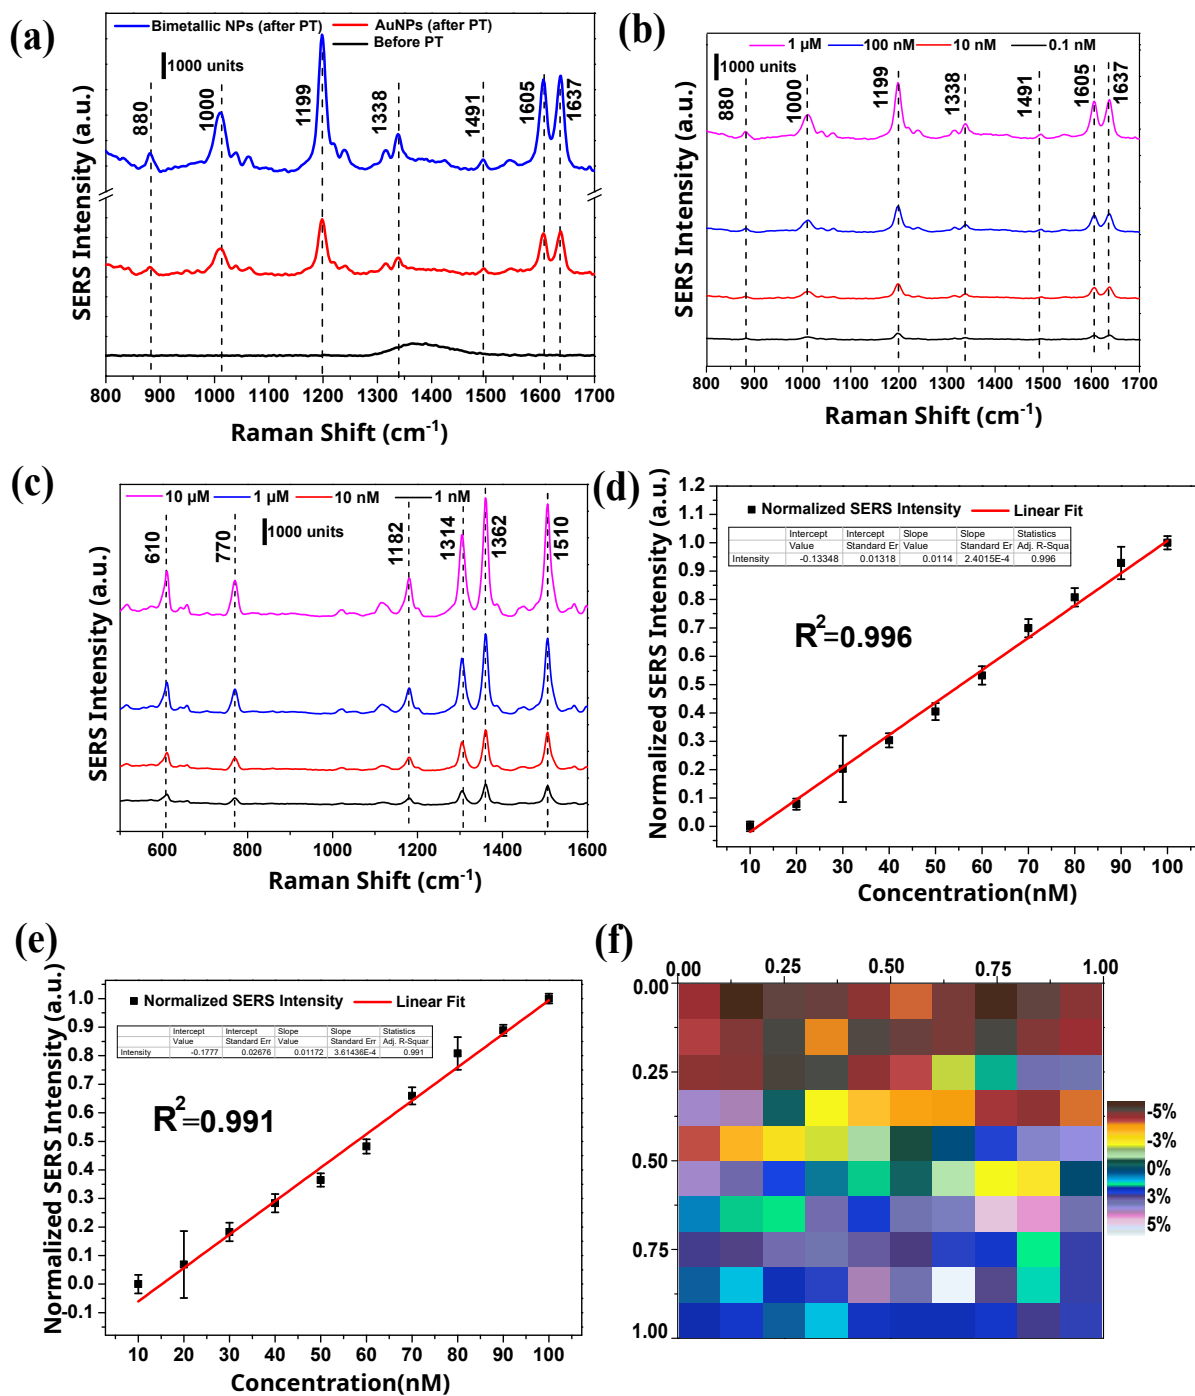 (a)
Bimetallic NPs (after PT)
AuNPs (after PT)
Before PT
1000 units
880
1000
1199
1338
1491
1605
1637
SERS Intensity (a.u.)
800 900 1000 1100 1200 1300 1400 1500 1600 1700
Raman Shift (cm⁻¹)
(b)
1 µM 100 nM 10 nM 0.1 nM
1000 units
880
1000
1199
1338
1491
1605
1637
SERS Intensity (a.u.)
800 900 1000 1100 1200 1300 1400 1500 1600 1700
Raman Shift (cm⁻¹)
(c)
10 µM 1 µM 10 nM 1 nM
1000 units
610
770
1182
1314
1362
1510
SERS Intensity (a.u.)
600 800 1000 1200 1400 1600
Raman Shift (cm⁻¹)
(d)
Normalized SERS Intensity Linear Fit
Intercept Intercept Slope Slope Statistics
Value Standard Err Value Standard Err Adj. R-Squa
Intensity -0.13348 0.01318 0.0114 2.4015E-4 0.996
R²=0.996
Normalized SERS Intensity (a.u.)
1.2
1.1
1.0
0.9
0.8
0.7
0.6
0.5
0.4
0.3
0.2
0.1
0.0
10 20 30 40 50 60 70 80 90 100
Concentration(nM)
(e)
Normalized SERS Intensity Linear Fit
Intercept Intercept Slope Slope Statistics
Value Standard Err Value Standard Err Adj. R-Squar
Intensity -0.1777 0.02676 0.01172 3.61436E-4 0.991
R²=0.991
Normalized SERS Intensity (a.u.)
1.0
0.9
0.8
0.7
0.6
0.5
0.4
0.3
0.2
0.1
0.0
-0.1
10 20 30 40 50 60 70 80 90 100
Concentration(nM)
(f)
0.00 0.25 0.50 0.75 1.00
0.00
0.25
0.50
0.75
1.00
-5%
-3%
0%
3%
5%